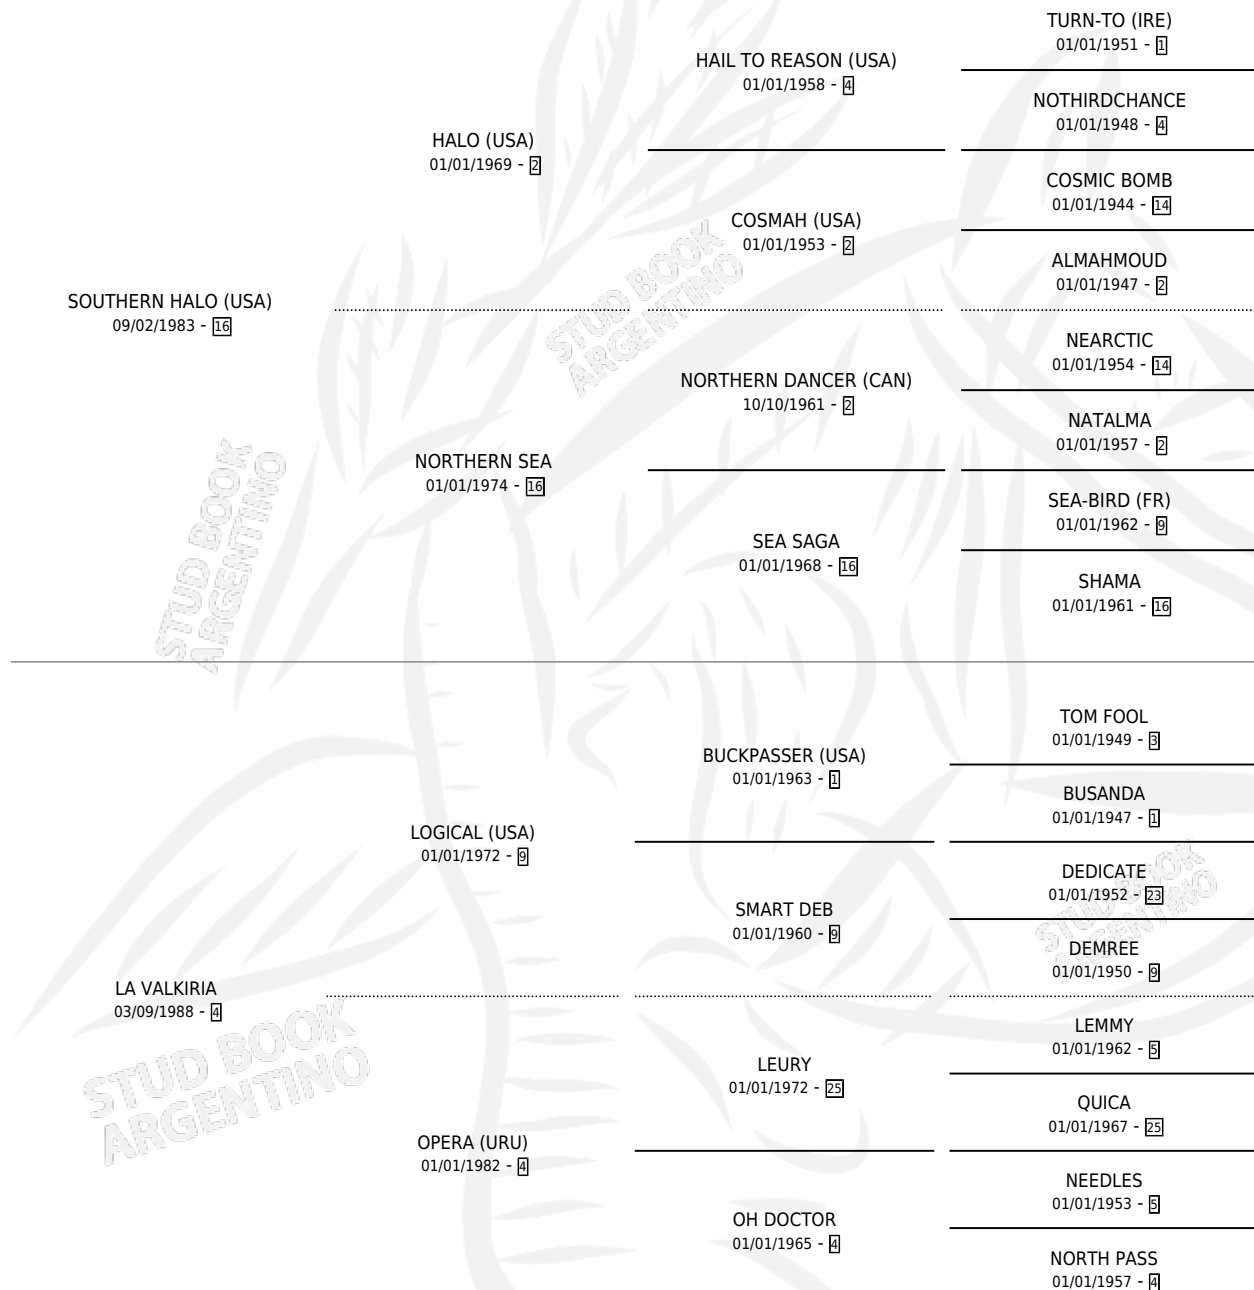 TURN-TO (IRE)
01/01/1951 - 1
HAIL TO REASON (USA)
01/01/1958 - 4
NOTHIRDCHANCE
01/01/1948 - 4
HALO (USA)
01/01/1969 - 2
COSMIC BOMB
01/01/1944 - 14
COSMAH (USA)
01/01/1953 - 2
ALMAHMOUD
01/01/1947 - 2
SOUTHERN HALO (USA)
09/02/1983 - 16
STUD BOOK
ARGENTINO
NEARCTIC
01/01/1954 - 14
NORTHERN DANCER (CAN)
10/10/1961 - 2
NATALMA
01/01/1957 - 2
NORTHERN SEA
01/01/1974 - 16
SEA-BIRD (FR)
01/01/1962 - 9
SEA SAGA
01/01/1968 - 16
SHAMA
01/01/1961 - 16
STUD BOOK
ARGENTINO
TOM FOOL
01/01/1949 - 3
BUCKPASSER (USA)
01/01/1963 - 1
BUSANDA
01/01/1947 - 1
LOGICAL (USA)
01/01/1972 - 9
DEDICATE
01/01/1952 - 23
SMART DEB
01/01/1960 - 9
DEMREE
01/01/1950 - 9
STUD BOOK
ARGENTINO
LA VALKIRIA
03/09/1988 - 4
LEMMY
01/01/1962 - 5
LEURY
01/01/1972 - 25
QUICA
01/01/1967 - 25
STUD BOOK
ARGENTINO
OPERA (URU)
01/01/1982 - 4
NEEDLES
01/01/1953 - 5
OH DOCTOR
01/01/1965 - 4
NORTH PASS
01/01/1957 - 4